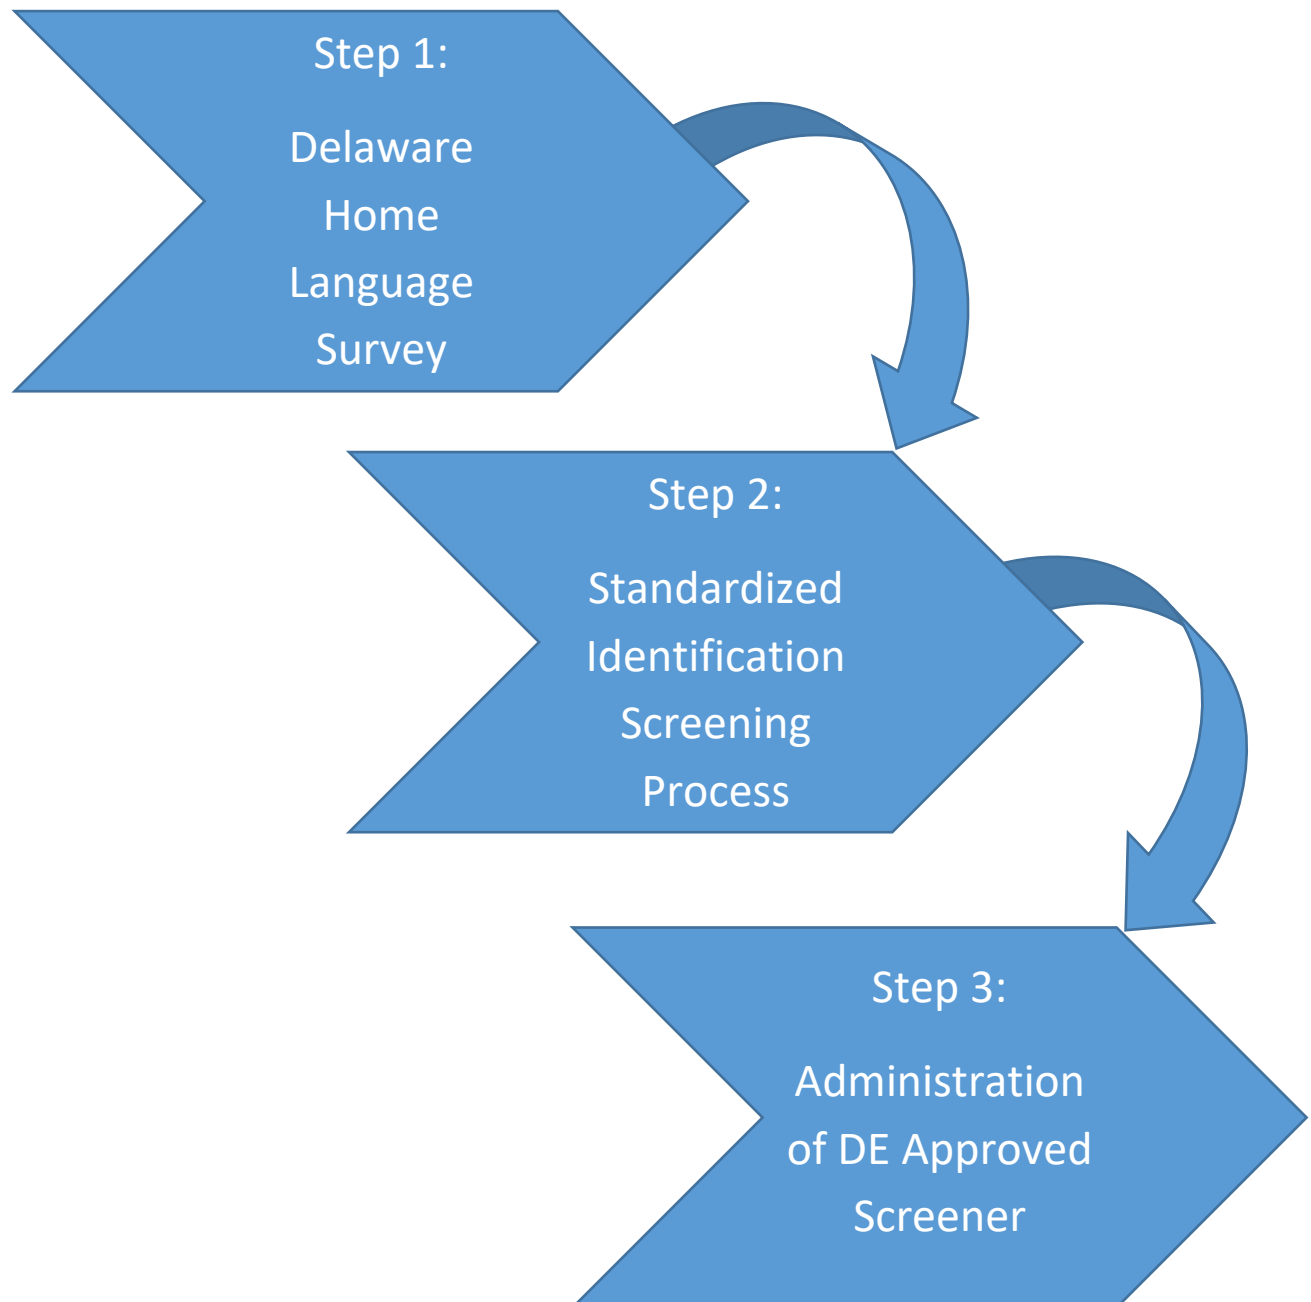 Step 1:
Delaware
Home
Language
Survey
Step 2:
Standardized
Identification
Screening
Process
Step 3:
Administration
of DE Approved
Screener